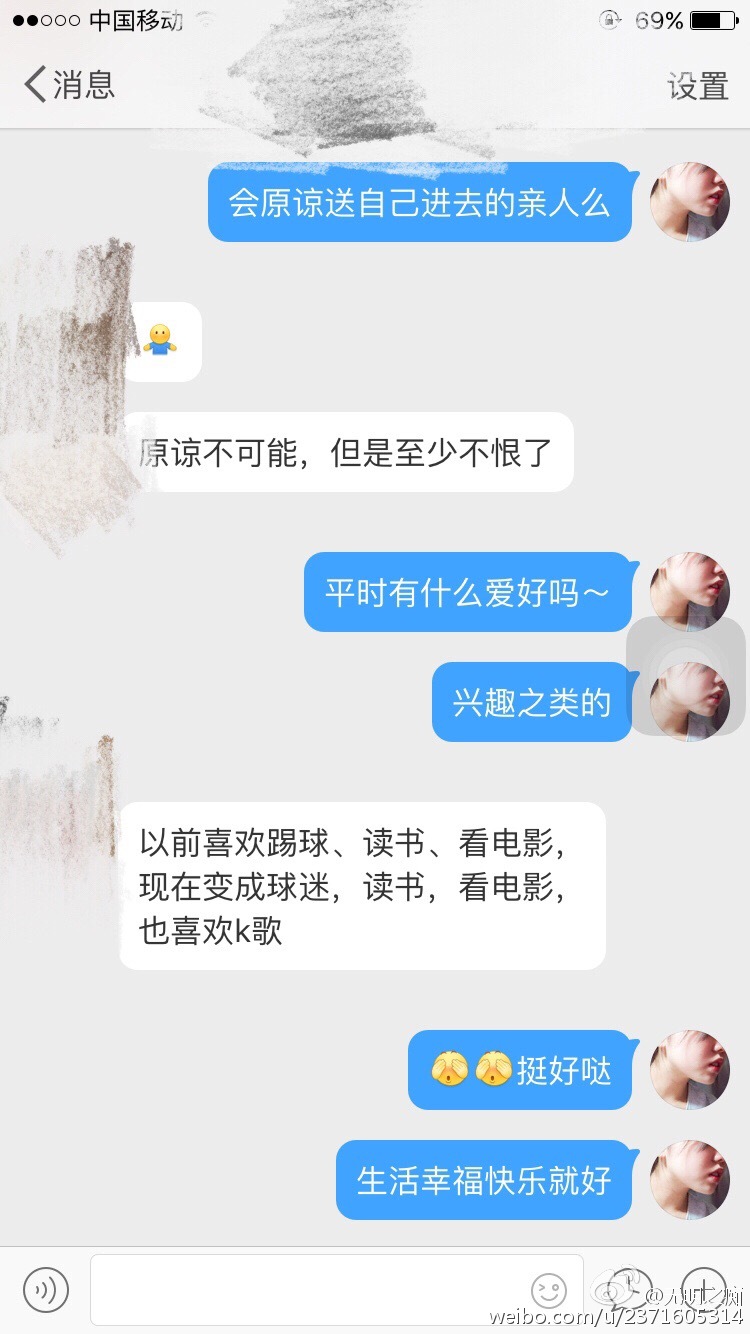 中国移动
69%
消息
设置
会原谅送自己进去的亲人么
原谅不可能，但是至少不恨了
平时有什么爱好吗～
兴趣之类的
以前喜欢踢球、读书、看电影，
现在变成球迷，读书，看电影，
也喜欢k歌
挺好哒
生活幸福快乐就好
weibo.com/u/2371605314